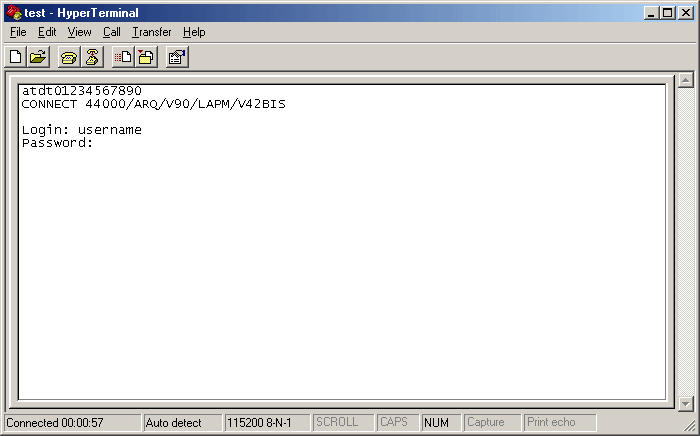 test - HyperTerminal
File Edit View Call Transfer Help
atdt01234567890
CONNECT 44000/ARQ/V90/LAPM/V42BIS
Login: username
Password:
Connected 00:00:57 Auto detect 115200 8-N-1 SCROLL CAPS NUM Capture Print echo